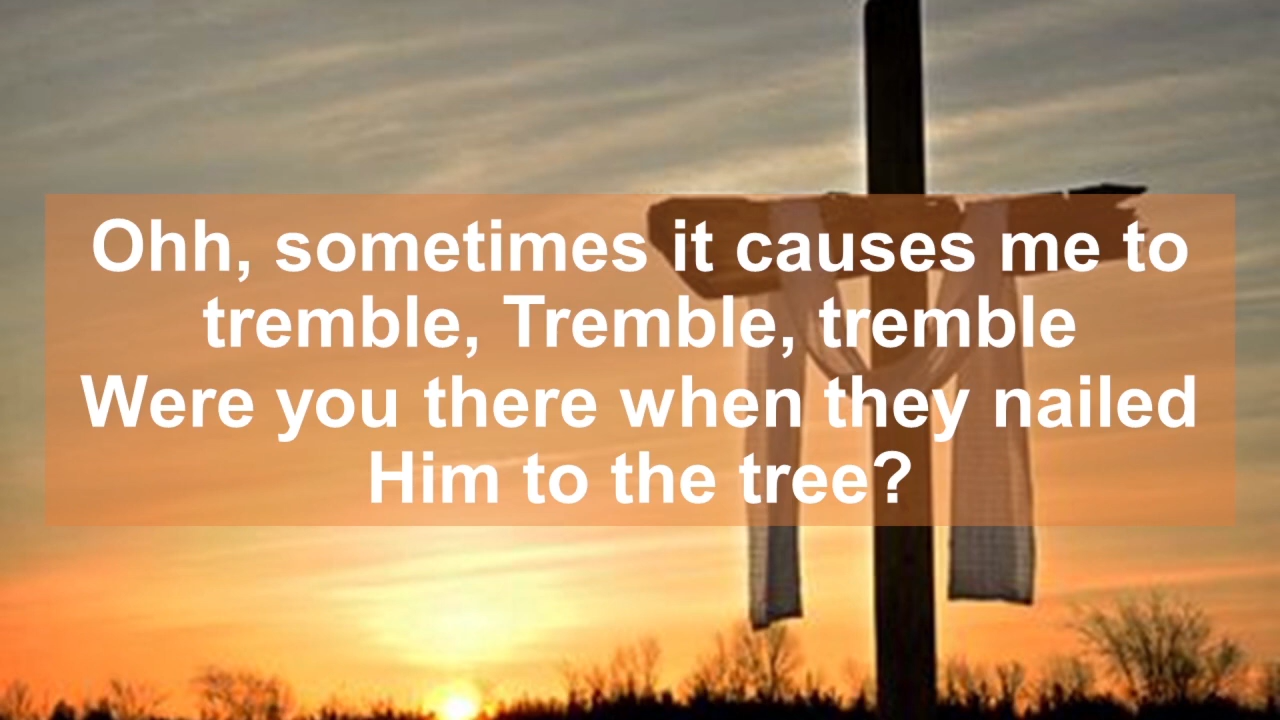 Ohh, sometimes it causes me to
tremble, Tremble, tremble
Were you there when they nailed
Him to the tree?